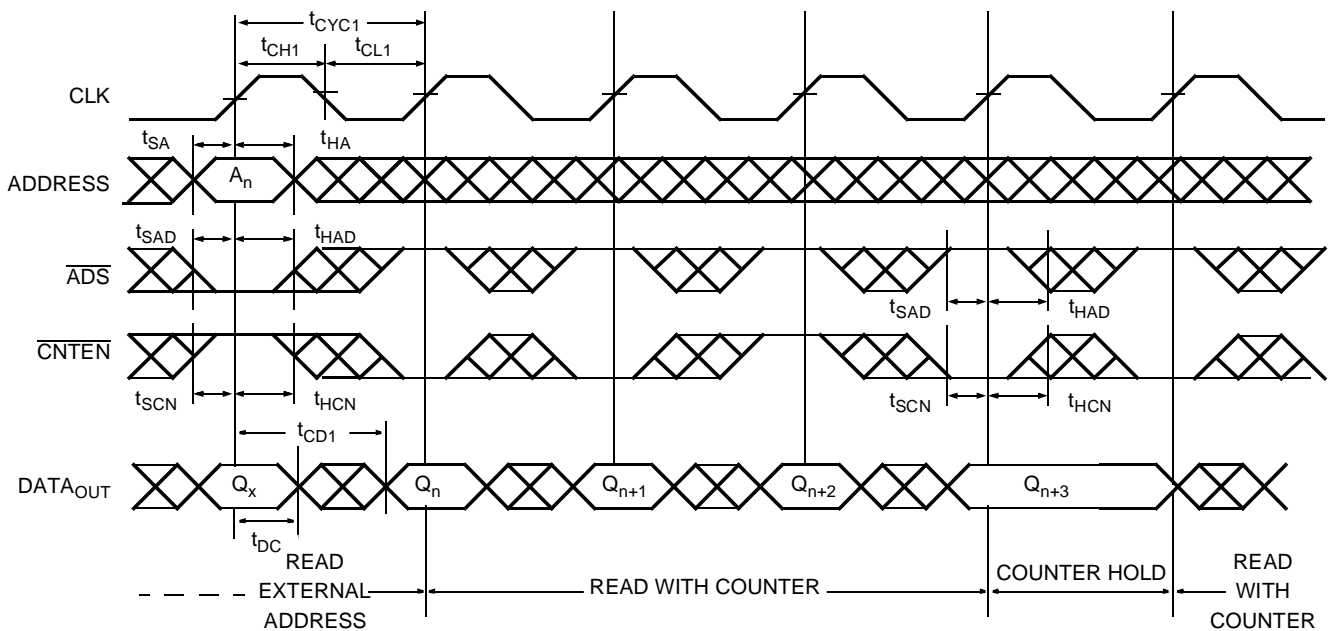 tCYC1
tCH1 tCL1
CLK
tSA tHA
ADDRESS An
tSAD tHAD
ADS
tSAD tHAD
CNTEN
tSCN tHCN tSCN tHCN
tCD1
DATAOUT Qx Qn Qn+1 Qn+2 Qn+3
tDC
READ EXTERNAL ADDRESS
READ WITH COUNTER
COUNTER HOLD
READ WITH COUNTER